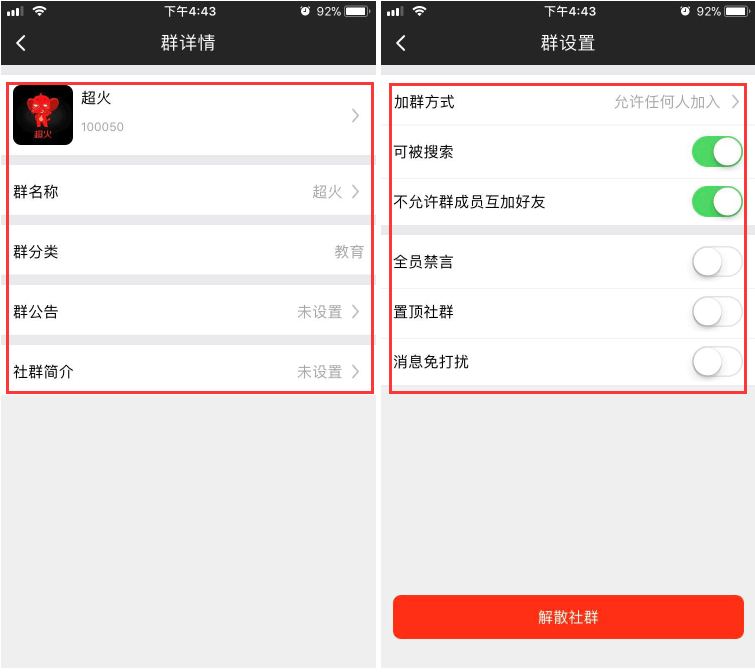 下午4:43
92%
群详情
超火
超火
100050
群名称
超火
群分类
教育
群公告
未设置
社群简介
未设置
下午4:43
92%
群设置
加群方式
允许任何人加入
可被搜索
不允许群成员互加好友
全员禁言
置顶社群
消息免打扰
解散社群